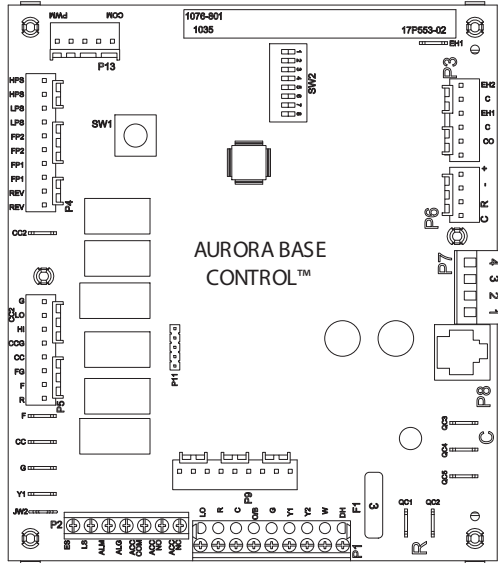 PWM
COM
P13
1076-801
17P553-02
1035
EH1
SW2
1
2
3
4
5
6
7
8
P3
EH2
C
EH1
C
CO
HPS
HPS
LPS
LPS
FP2
FP2
FP1
FP1
REV
REV
P4
SW1
+
-
R
C
P6
CC2
AURORA BASE
CONTROL™
P7
4
3
2
1
CC2
G
LO
HI
CCG
CC
FG
F
R
P5
P11
P8
F
CC
G
Y1
JW2
QC3
C
QC4
QC5
P9
F1
3
QC1
QC2
R
P2
ES
LS
ALM
ALG
ACC COM
ACC NO
ACC NC
LO
R
C
O/B
G
Y1
Y2
W
DH
P1